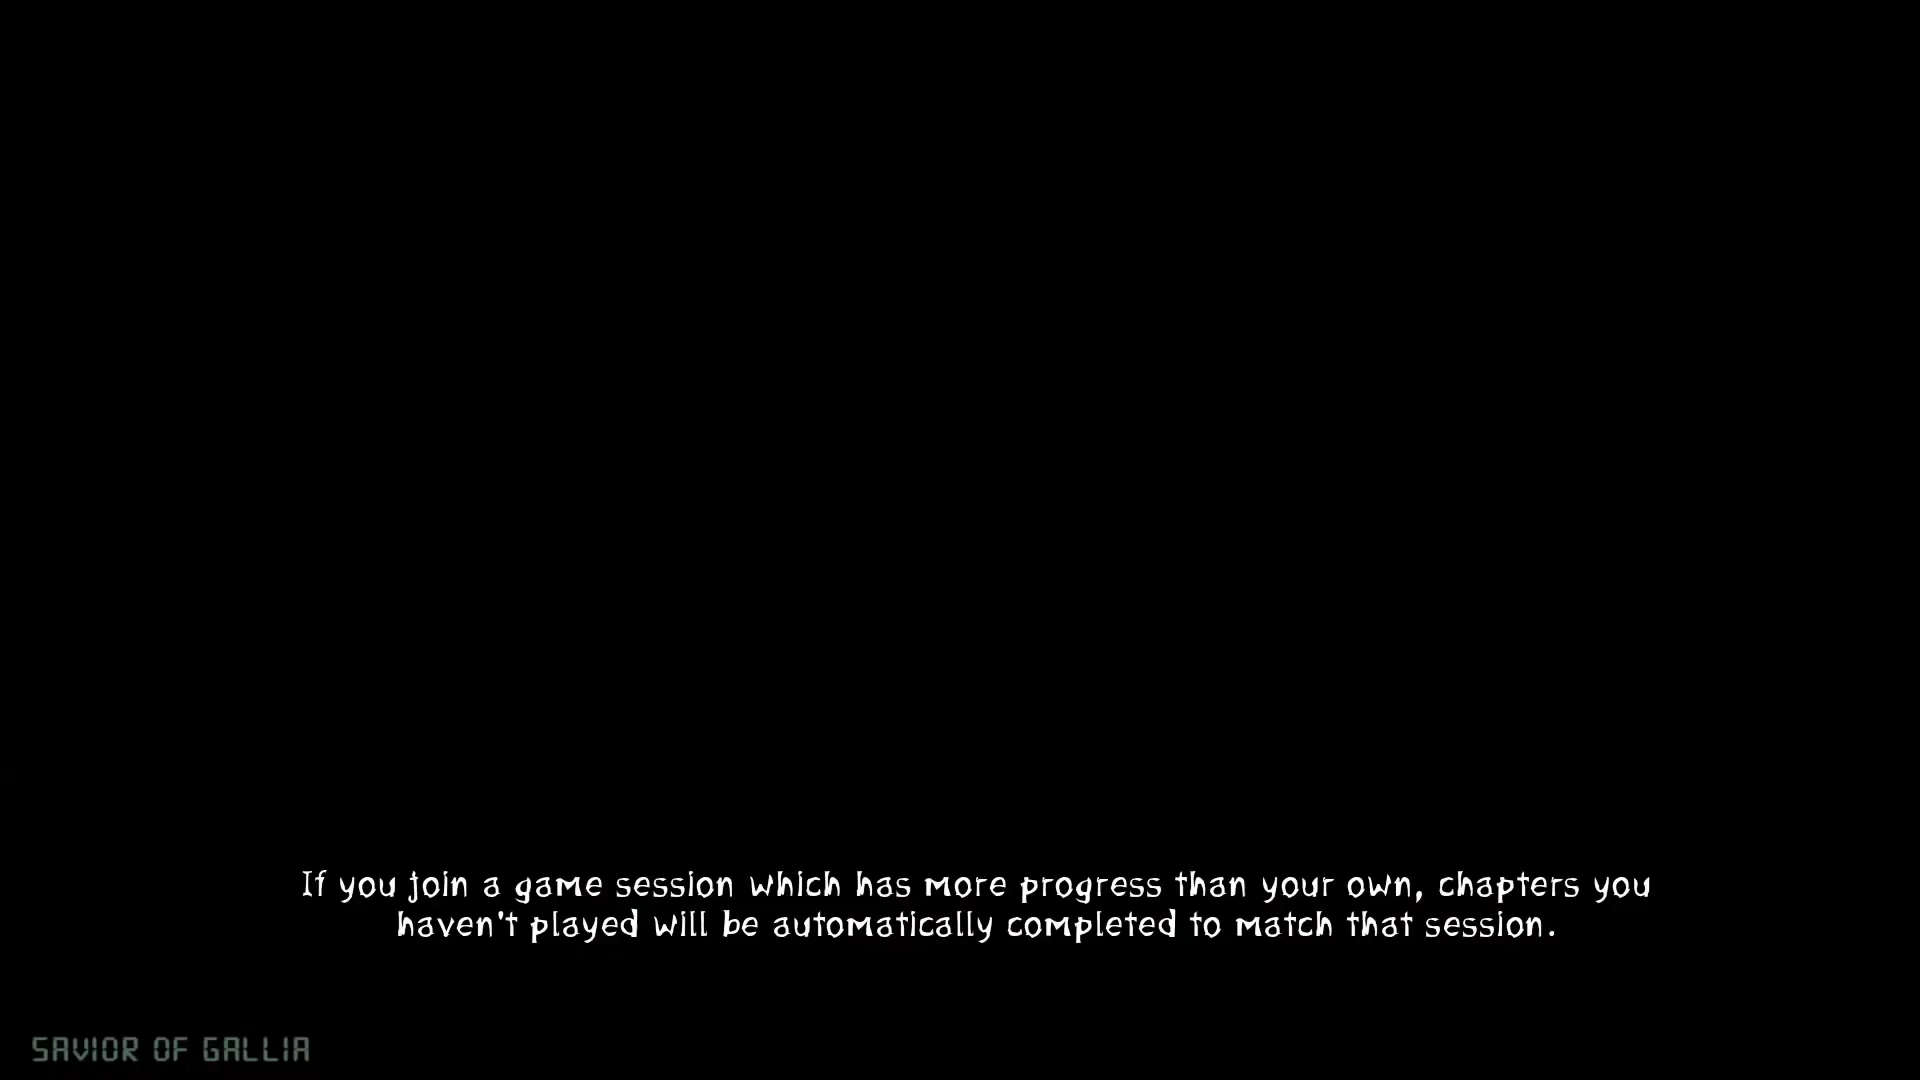 If you join a game session which has more progress than your own, chapters you
haven't played will be automatically completed to match that session.
SAVIOR OF GALLIA